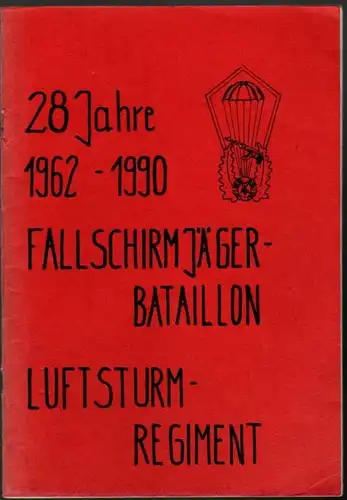 28 Jahre
1962 - 1990
FALLSCHIRMJÄGER-
BATAILLON
LUFTSTURM-
REGIMENT